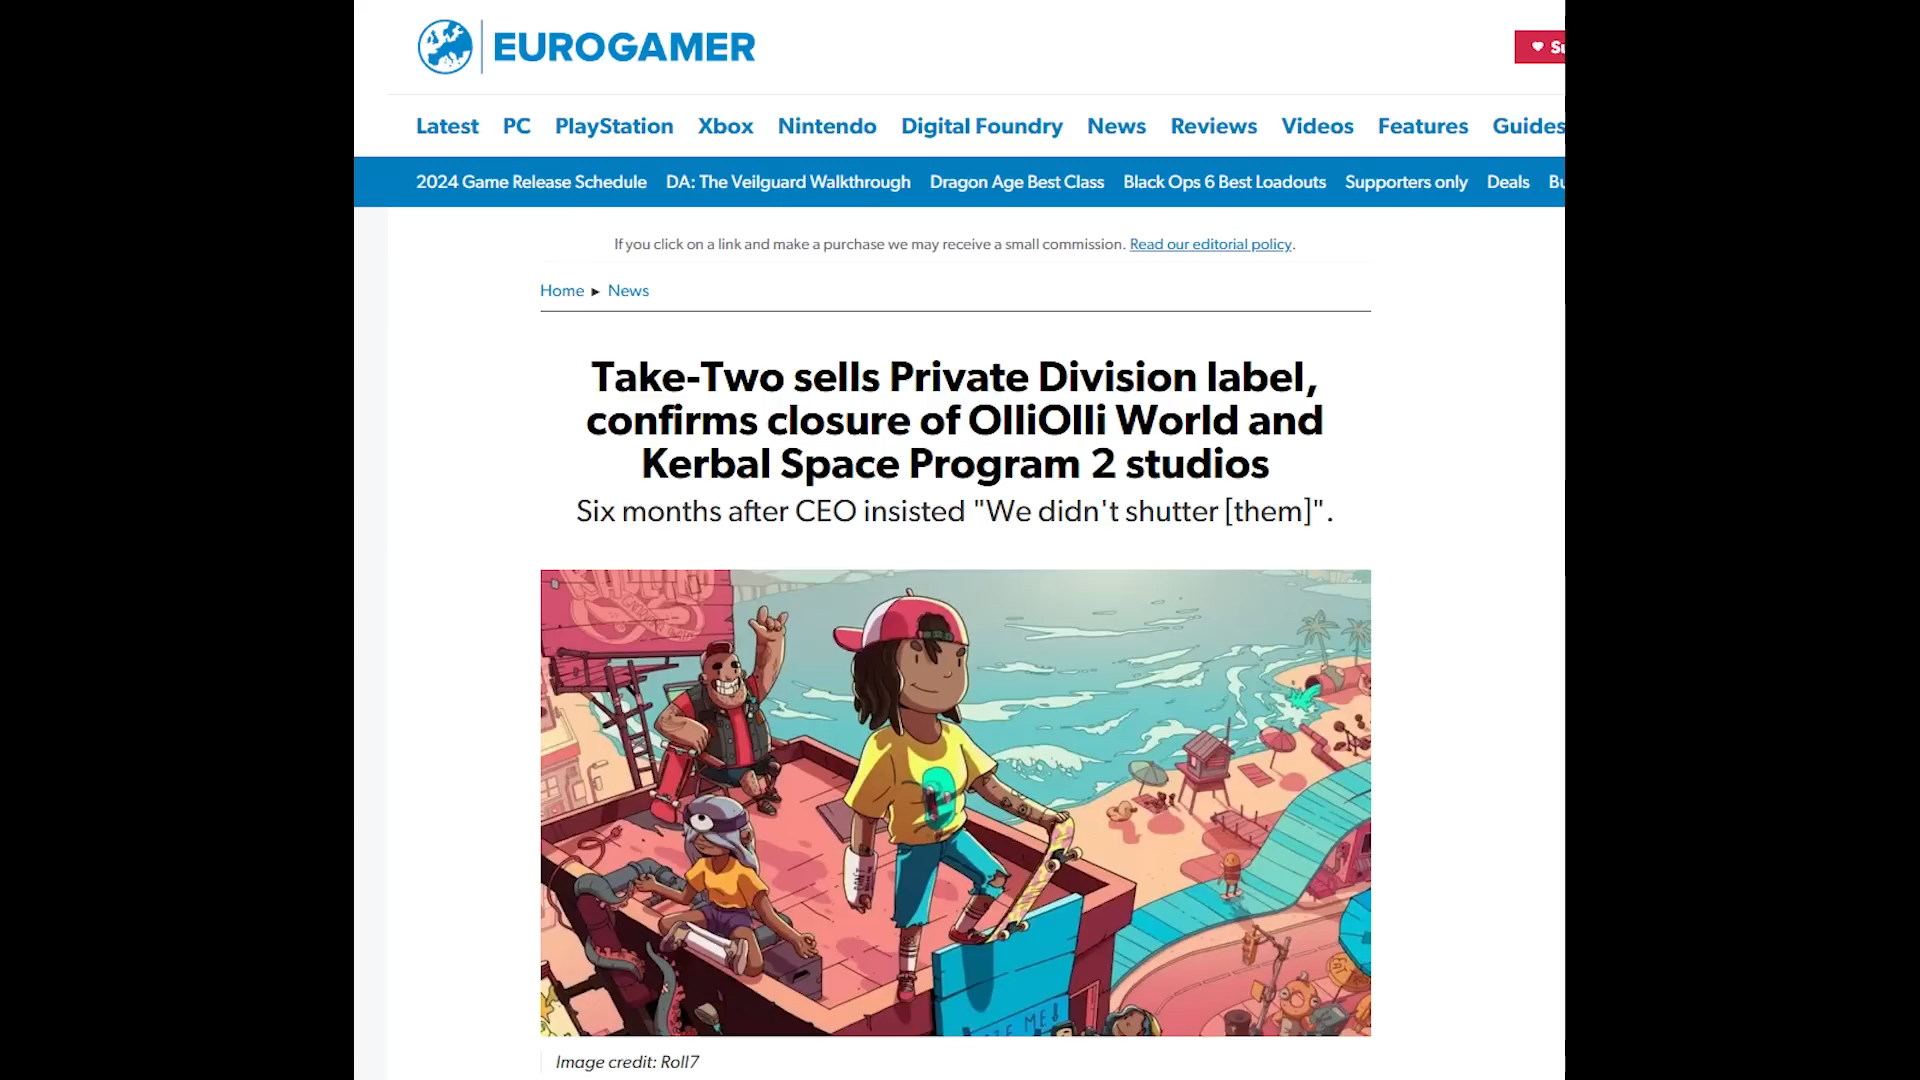 EUROGAMER
Latest PC PlayStation Xbox Nintendo Digital Foundry News Reviews Videos Features Guides
2024 Game Release Schedule DA: The Veilguard Walkthrough Dragon Age Best Class Black Ops 6 Best Loadouts Supporters only Deals
If you click on a link and make a purchase we may receive a small commission. Read our editorial policy.
Home ▸ News
Take-Two sells Private Division label,
confirms closure of OlliOlli World and
Kerbal Space Program 2 studios
Six months after CEO insisted "We didn't shutter [them]".
ME!
Image credit: Roll7